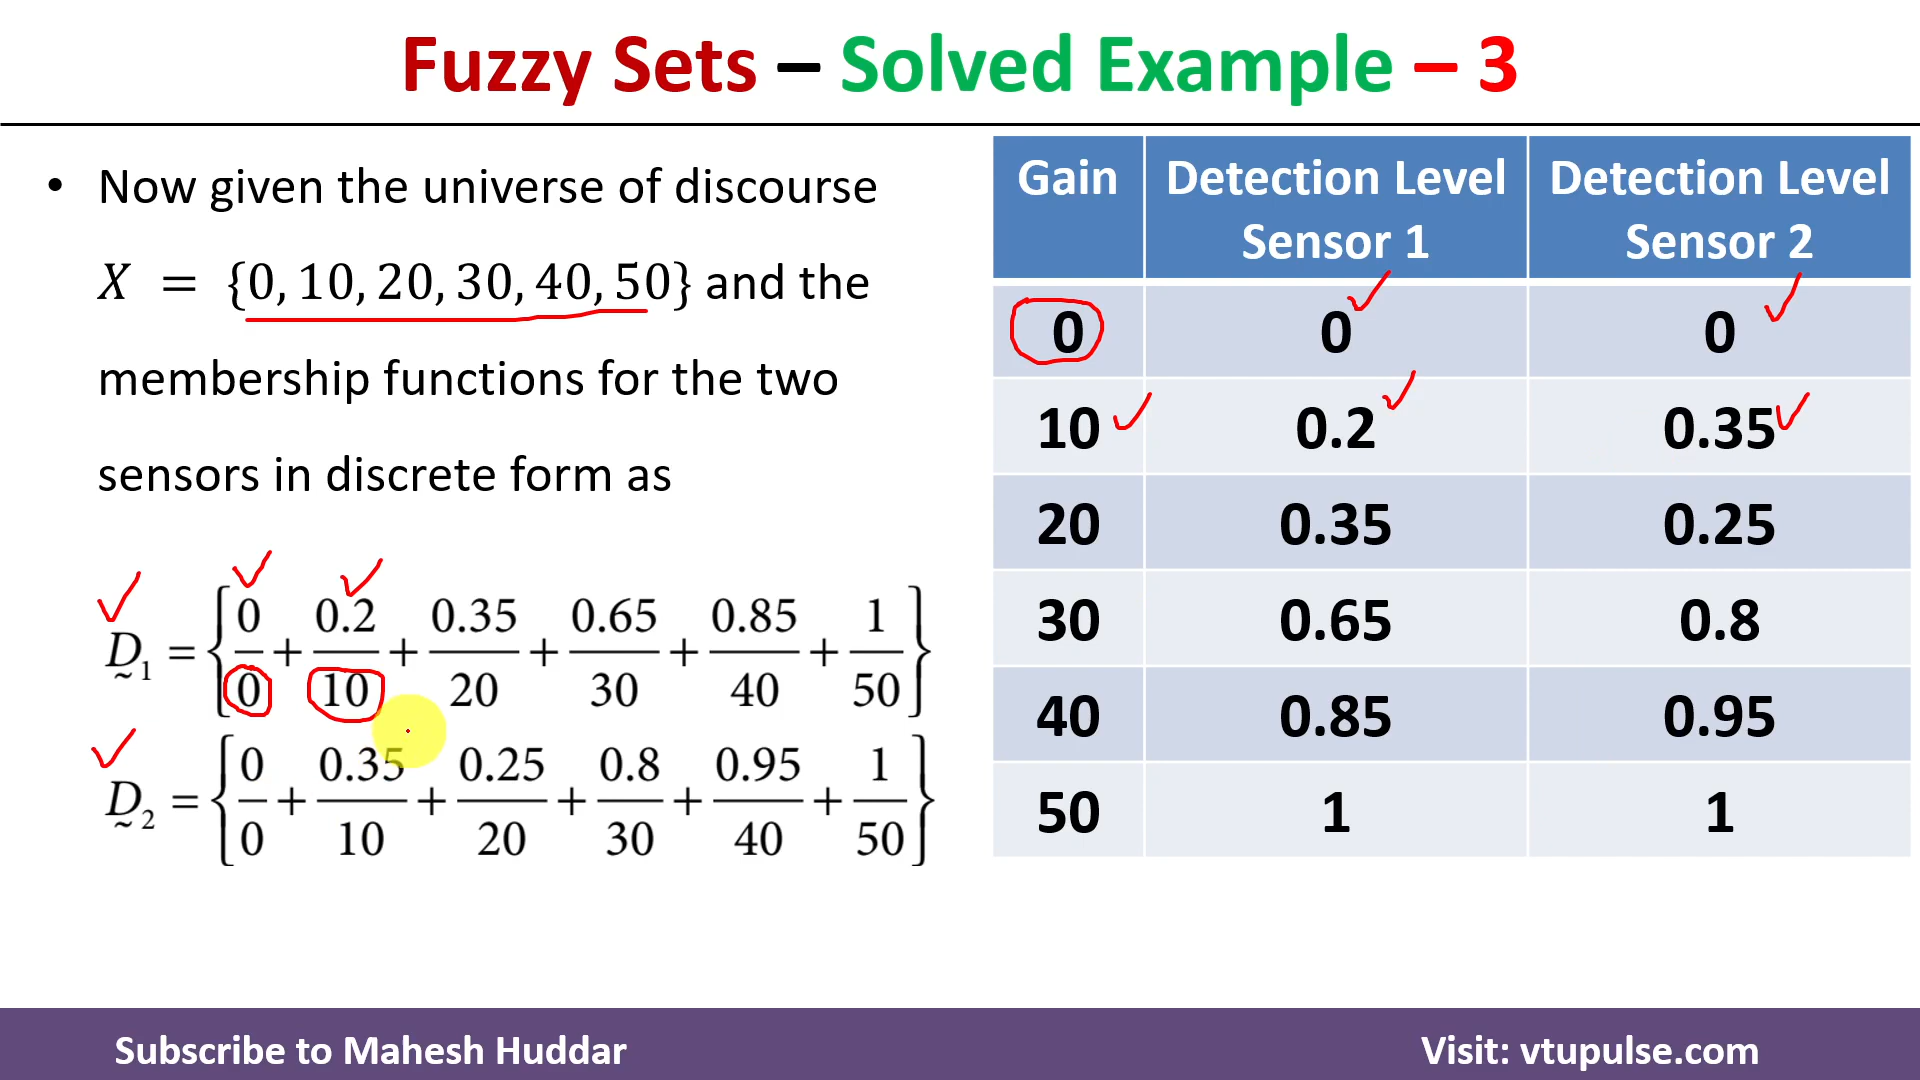 Fuzzy Sets – Solved Example – 3
• Now given the universe of discourse
X = {0, 10, 20, 30, 40, 50} and the
membership functions for the two
sensors in discrete form as
D̰₁ = {0/0 + 0.2/10 + 0.35/20 + 0.65/30 + 0.85/40 + 1/50}
D̰₂ = {0/0 + 0.35/10 + 0.25/20 + 0.8/30 + 0.95/40 + 1/50}
Gain Detection Level Sensor 1 Detection Level Sensor 2
0 0 0
10 0.2 0.35
20 0.35 0.25
30 0.65 0.8
40 0.85 0.95
50 1 1
Subscribe to Mahesh Huddar
Visit: vtupulse.com